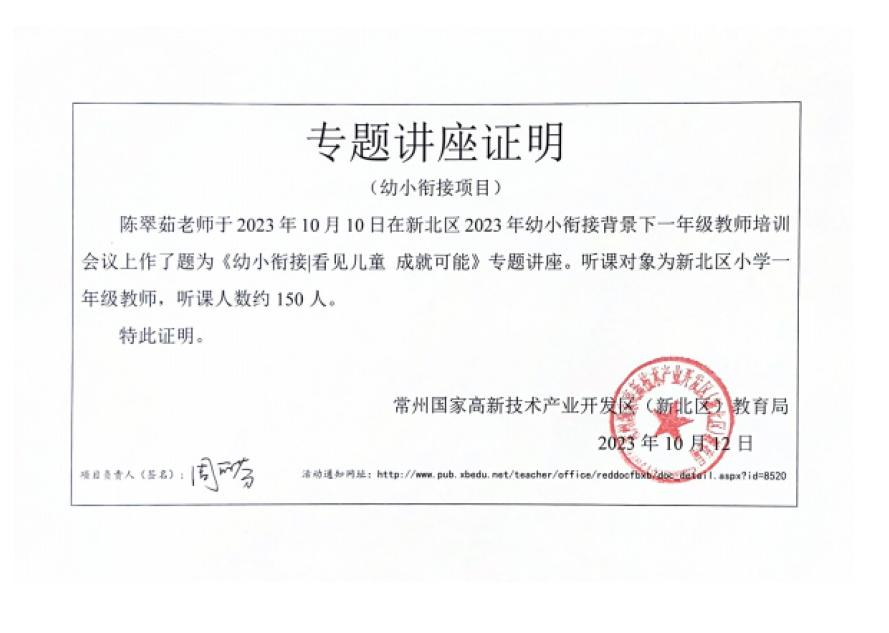 专题讲座证明
（幼小衔接项目）
陈翠茹老师于 2023 年 10 月 10 日在新北区 2023 年幼小衔接背景下一年级教师培训
会议上作了题为《幼小衔接|看见儿童 成就可能》专题讲座。听课对象为新北区小学一
年级教师，听课人数约 150 人。
特此证明。
常州国家高新技术产业开发区（新北区）教育局
2023 年 10 月 12 日
项目负责人（签名）：周
活动通知网址：http://www.pub.xbedu.net/teacher/office/reddocfbxb/doc_detail.aspx?id=8520